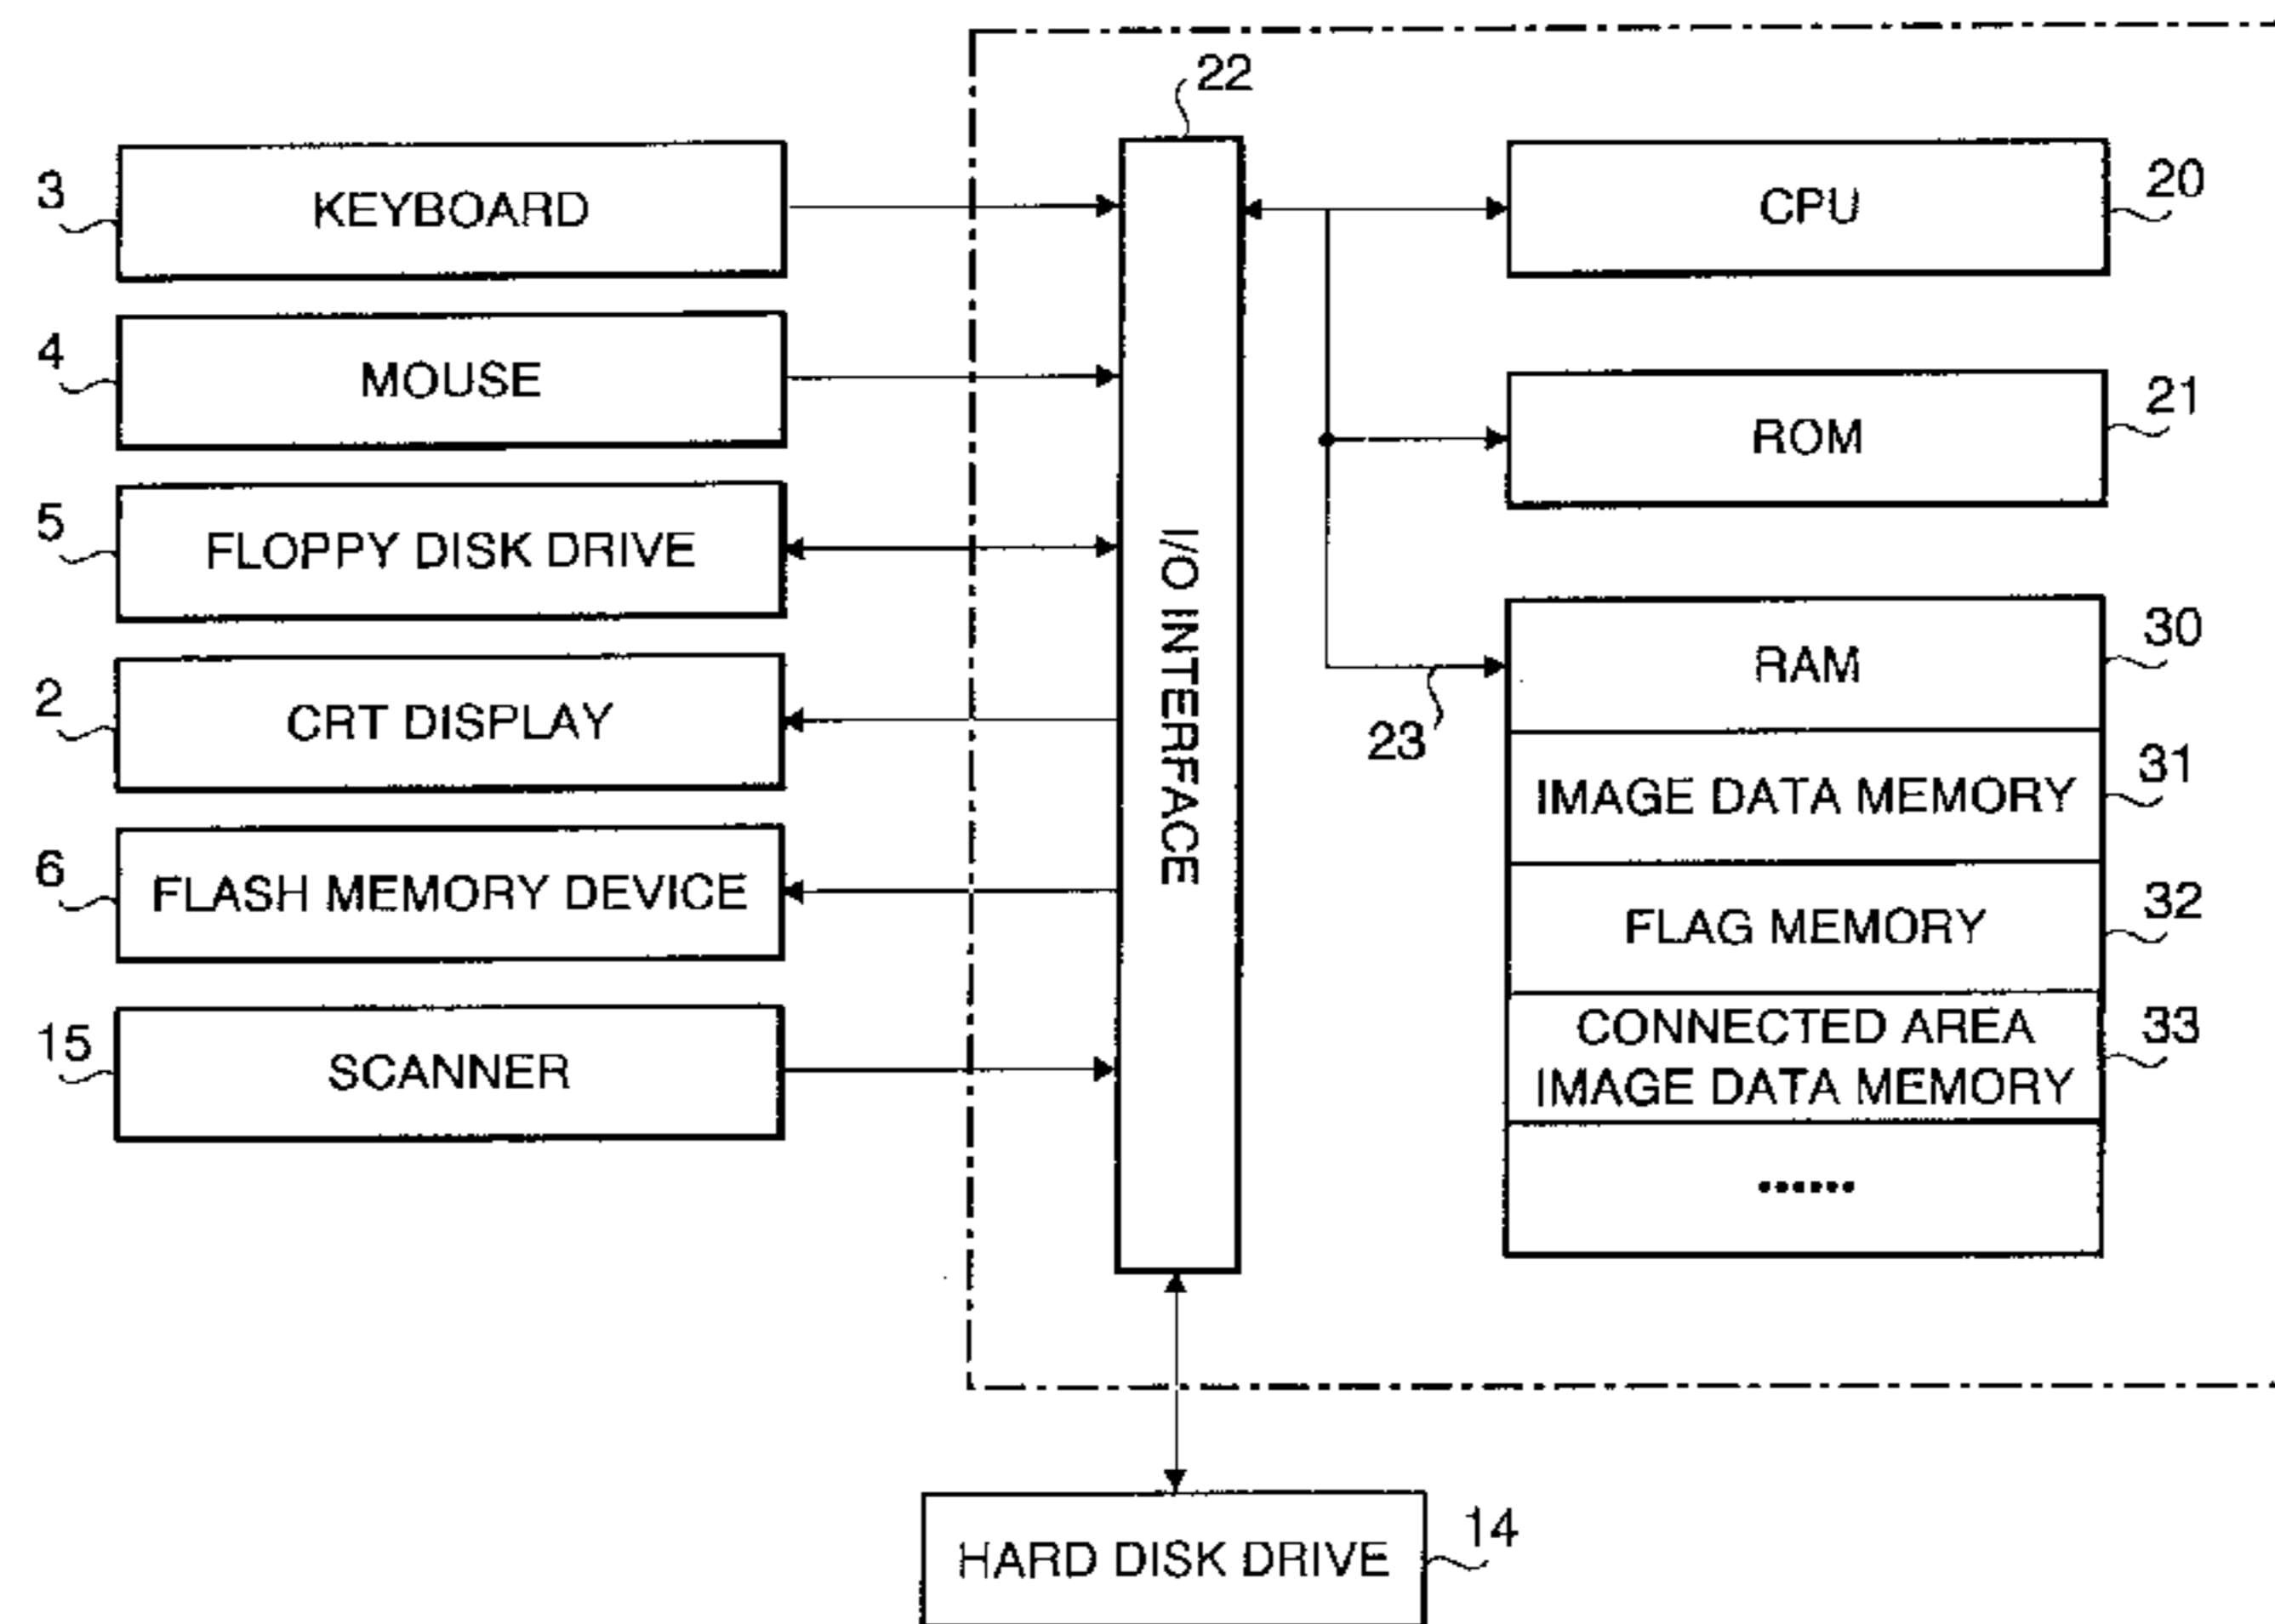 22
3
KEYBOARD
CPU
20
4
MOUSE
ROM
21
5
FLOPPY DISK DRIVE
I/O INTERFACE
2
CRT DISPLAY
RAM
30
23
IMAGE DATA MEMORY
31
6
FLASH MEMORY DEVICE
FLAG MEMORY
32
15
SCANNER
CONNECTED AREA
IMAGE DATA MEMORY
33
......
HARD DISK DRIVE
14